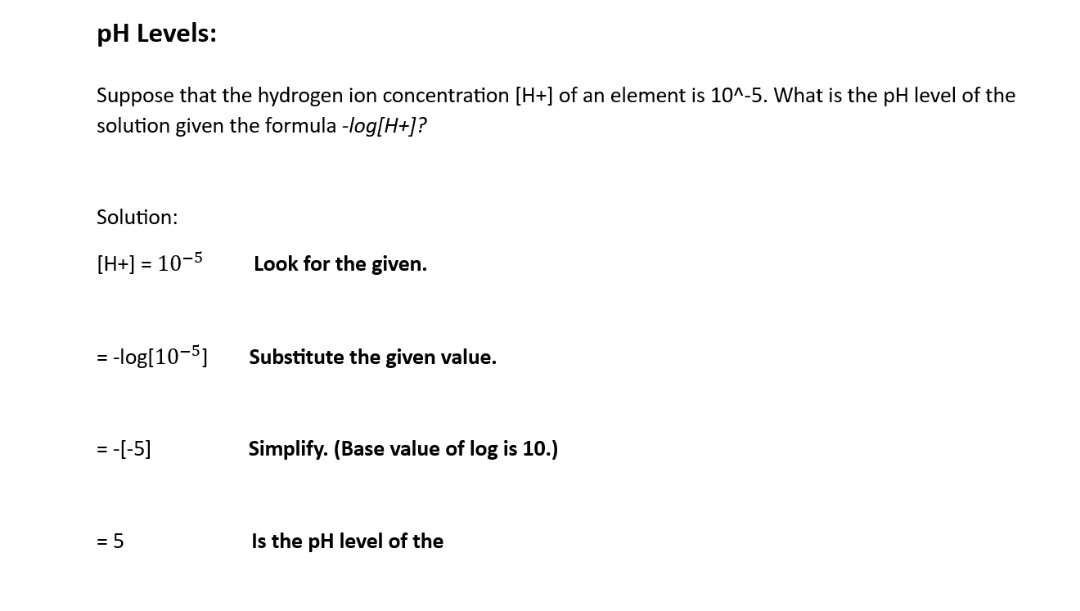 pH Levels:
Suppose that the hydrogen ion concentration [H+] of an element is 10^-5. What is the pH level of the
solution given the formula -log[H+]?
Solution:
[H+] = 10⁻⁵ Look for the given.
= -log[10⁻⁵] Substitute the given value.
= -[-5] Simplify. (Base value of log is 10.)
= 5 Is the pH level of the